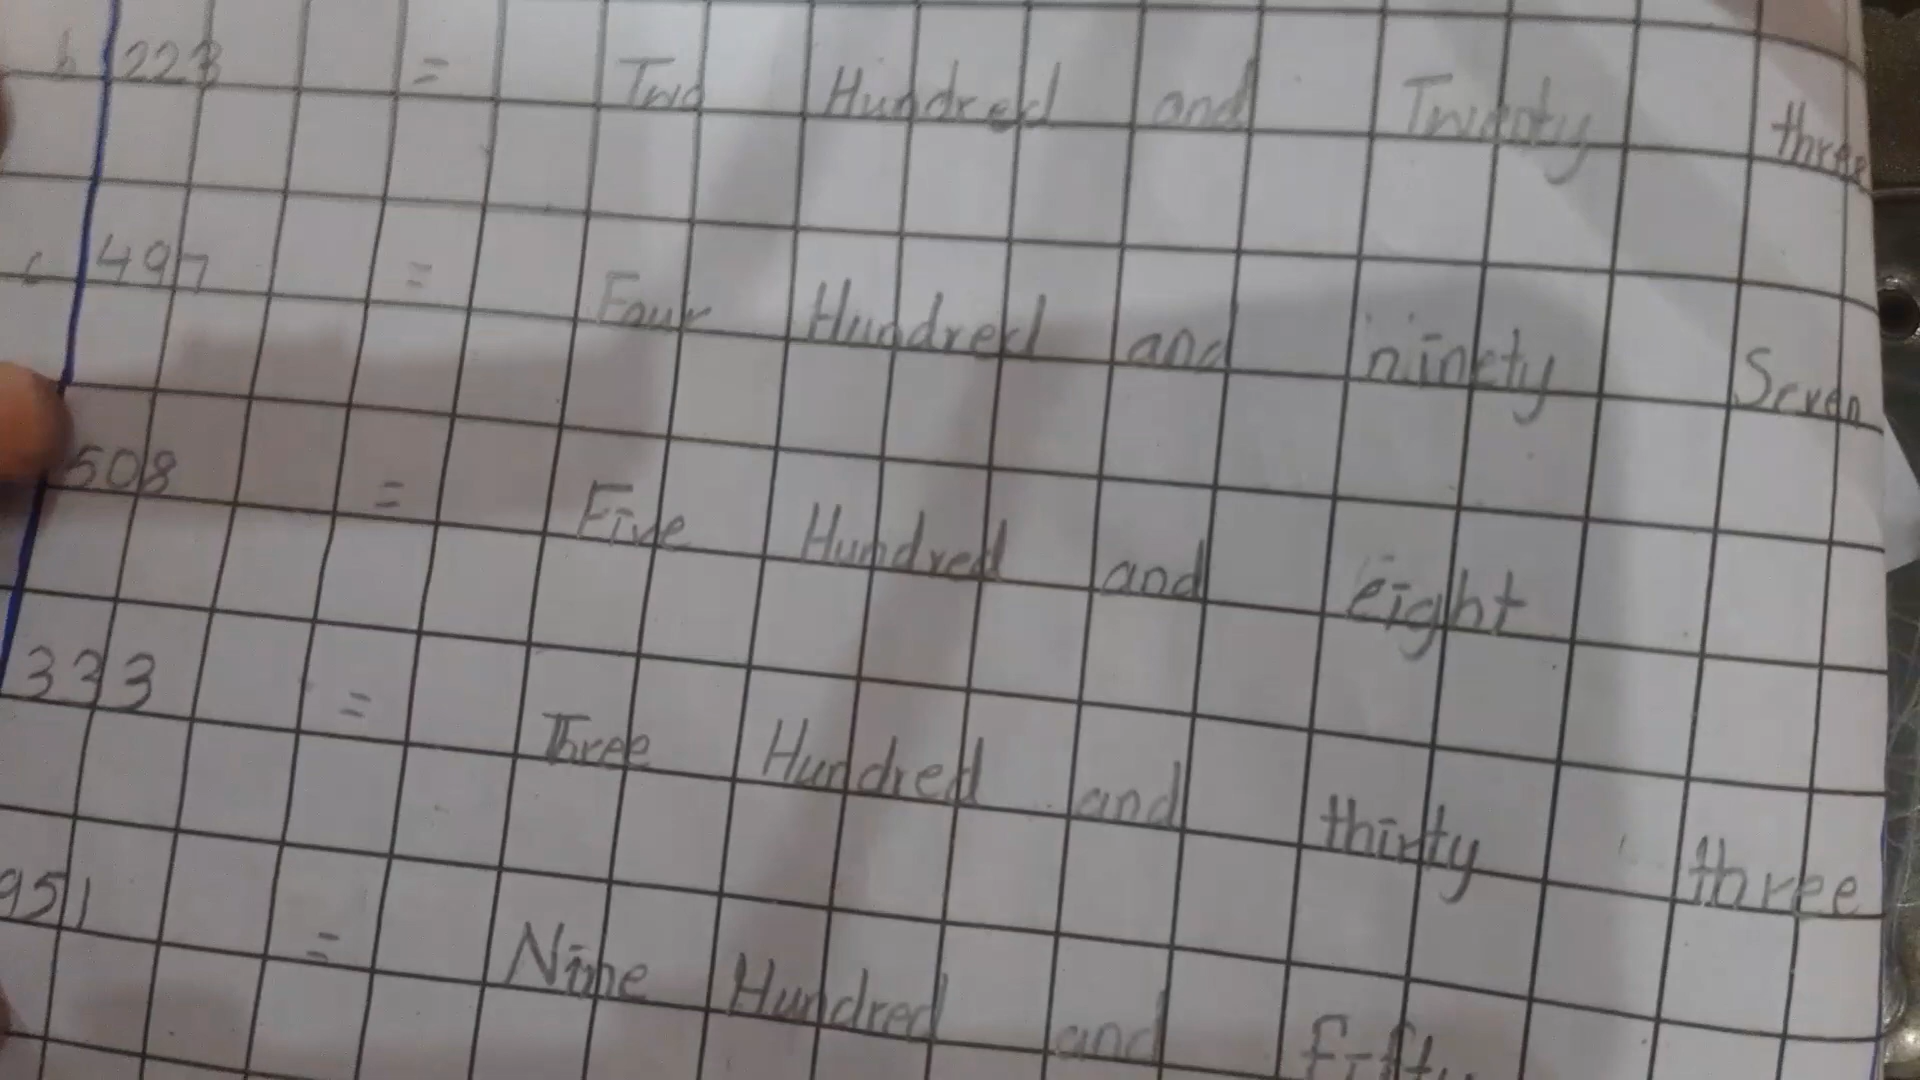 b 223 = Two Hundred and Twenty three
c 497 = Four Hundred and ninety Seven
508 = Five Hundred and eight
333 = Three Hundred and thirty three
951 = Nine Hundred and fifty